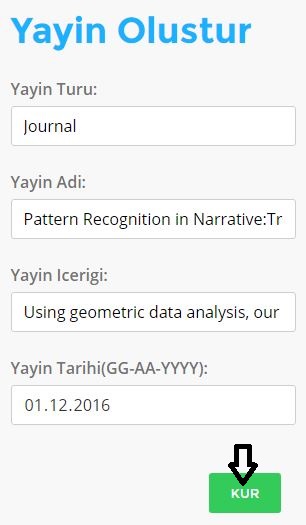 Yayin Olustur
Yayin Turu:
Journal
Yayin Adi:
Pattern Recognition in Narrative:Tr
Yayin Icerigi:
Using geometric data analysis, our
Yayin Tarihi(GG-AA-YYYY):
01.12.2016
KUR